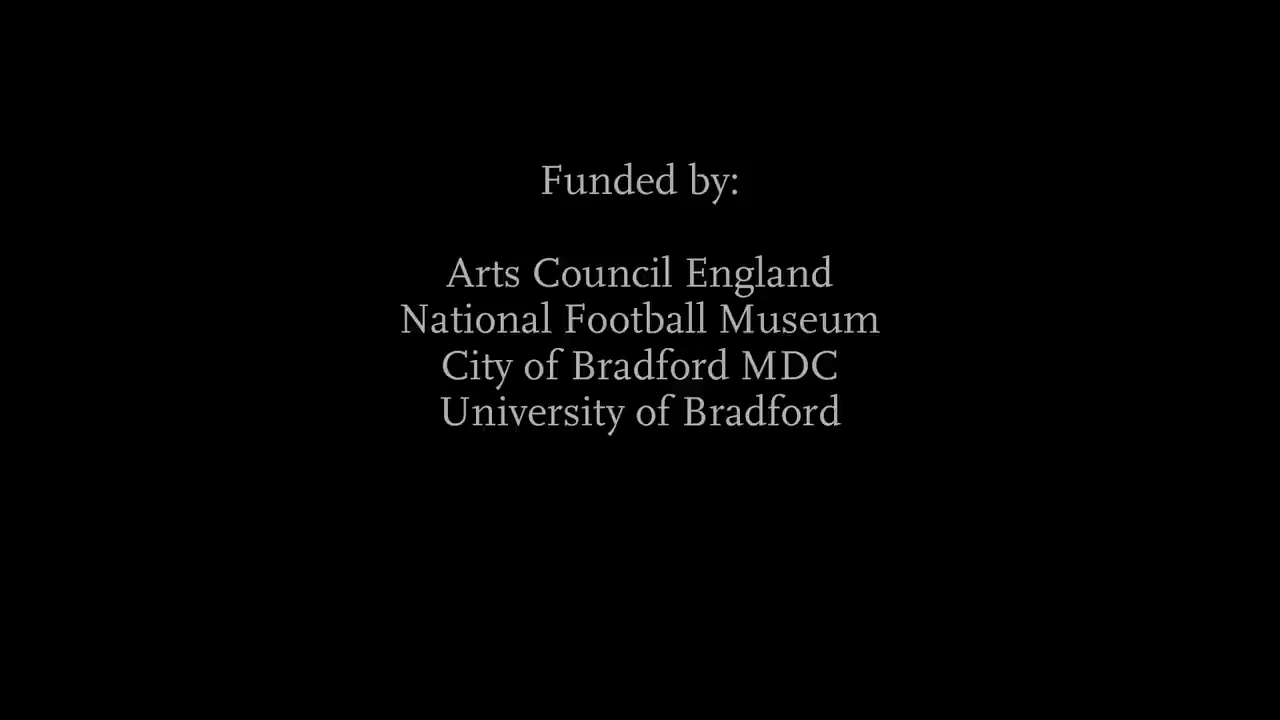 Funded by:
Arts Council England
National Football Museum
City of Bradford MDC
University of Bradford